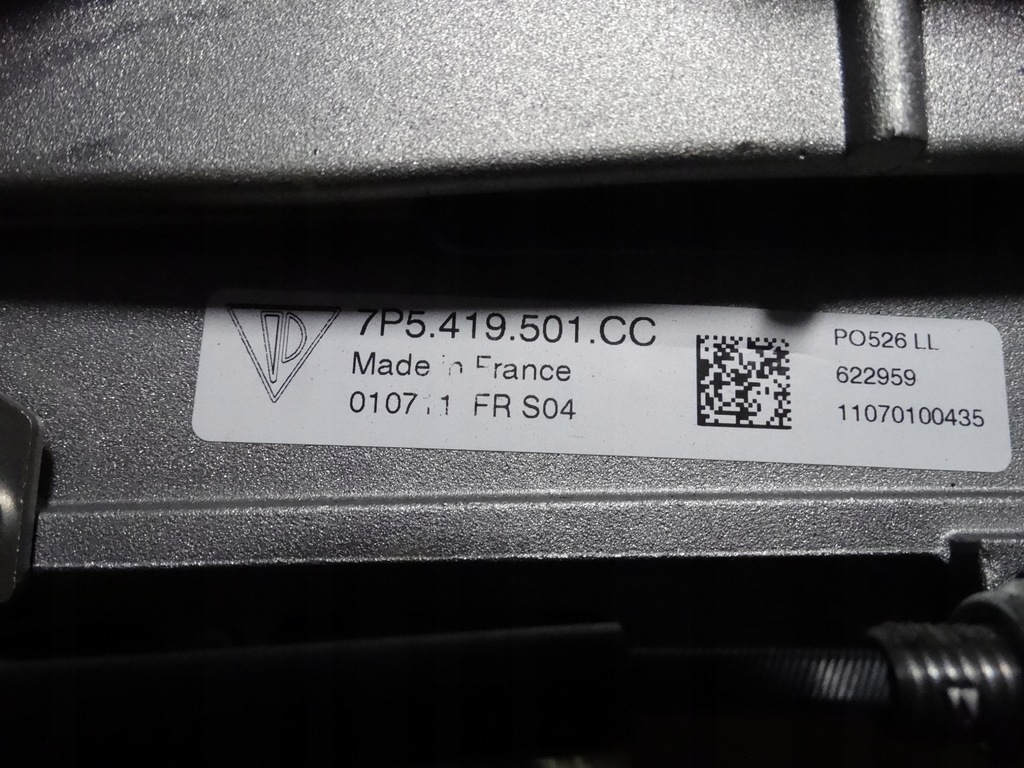 7P5.419.501.CC
Made in France
010711 FR S04
PO526 LL
622959
11070100435